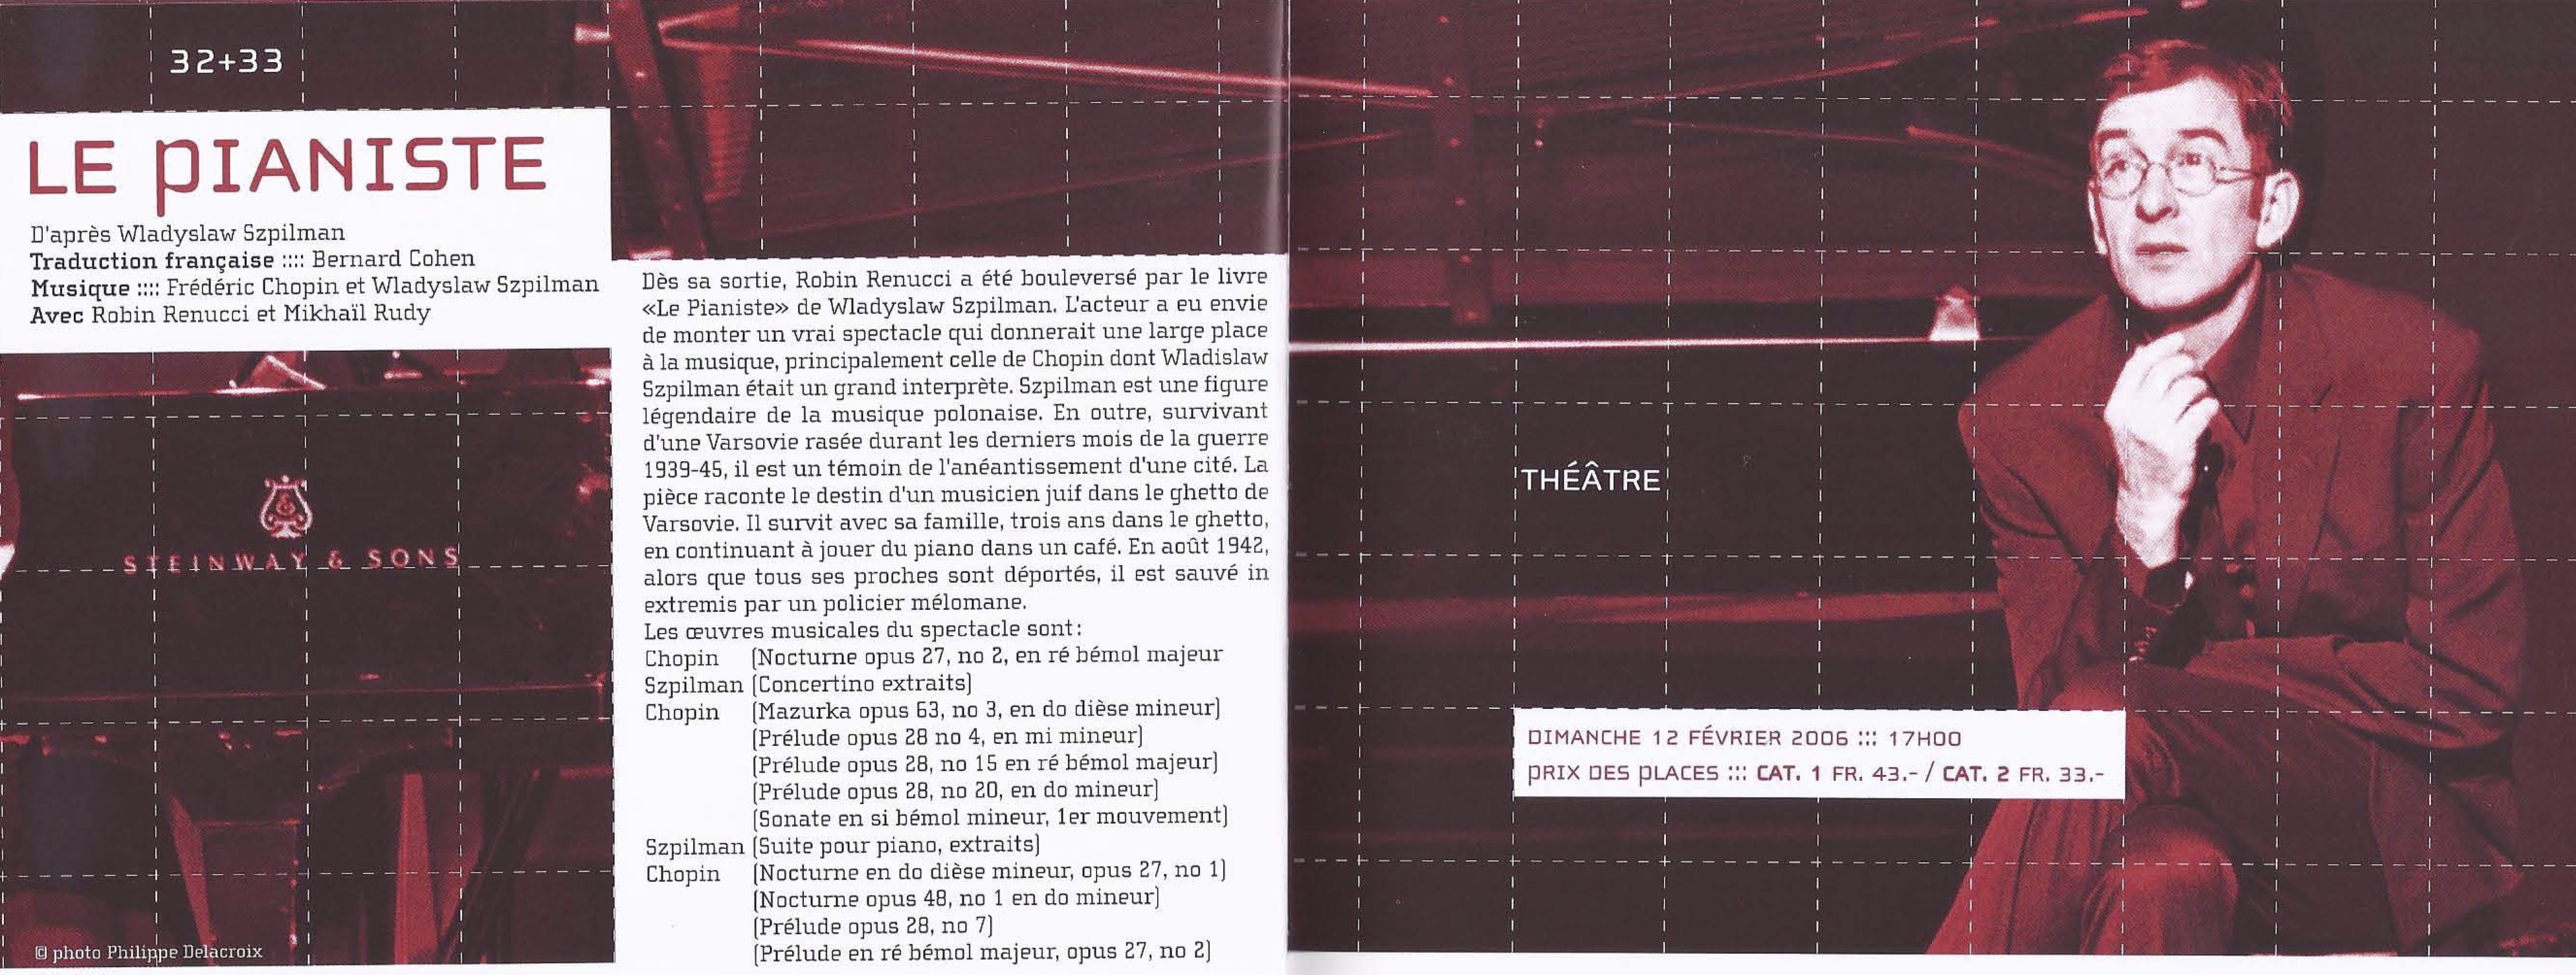 32+33
LE PIANISTE
D'après Wladyslaw Szpilman
Traduction française :::: Bernard Cohen
Musique :::: Frédéric Chopin et Wladyslaw Szpilman
Avec Robin Renucci et Mikhaïl Rudy
STEINWAY & SONS
© photo Philippe Delacroix
Dès sa sortie, Robin Renucci a été bouleversé par le livre
«Le Pianiste» de Wladyslaw Szpilman. L'acteur a eu envie
de monter un vrai spectacle qui donnerait une large place
à la musique, principalement celle de Chopin dont Wladislaw
Szpilman était un grand interprète. Szpilman est une figure
légendaire de la musique polonaise. En outre, survivant
d'une Varsovie rasée durant les derniers mois de la guerre
1939-45, il est un témoin de l'anéantissement d'une cité. La
pièce raconte le destin d'un musicien juif dans le ghetto de
Varsovie. Il survit avec sa famille, trois ans dans le ghetto,
en continuant à jouer du piano dans un café. En août 1942,
alors que tous ses proches sont déportés, il est sauvé in
extremis par un policier mélomane.
Les œuvres musicales du spectacle sont:
Chopin (Nocturne opus 27, no 2, en ré bémol majeur
Szpilman (Concertino extraits)
Chopin (Mazurka opus 63, no 3, en do dièse mineur)
(Prélude opus 28 no 4, en mi mineur)
(Prélude opus 28, no 15 en ré bémol majeur)
(Prélude opus 28, no 20, en do mineur)
(Sonate en si bémol mineur, 1er mouvement)
Szpilman (Suite pour piano, extraits)
Chopin (Nocturne en do dièse mineur, opus 27, no 1)
(Nocturne opus 48, no 1 en do mineur)
(Prélude opus 28, no 7)
(Prélude en ré bémol majeur, opus 27, no 2)
THÉÂTRE
DIMANCHE 12 FÉVRIER 2006 ::: 17H00
PRIX DES PLACES ::: CAT. 1 FR. 43.- / CAT. 2 FR. 33.-